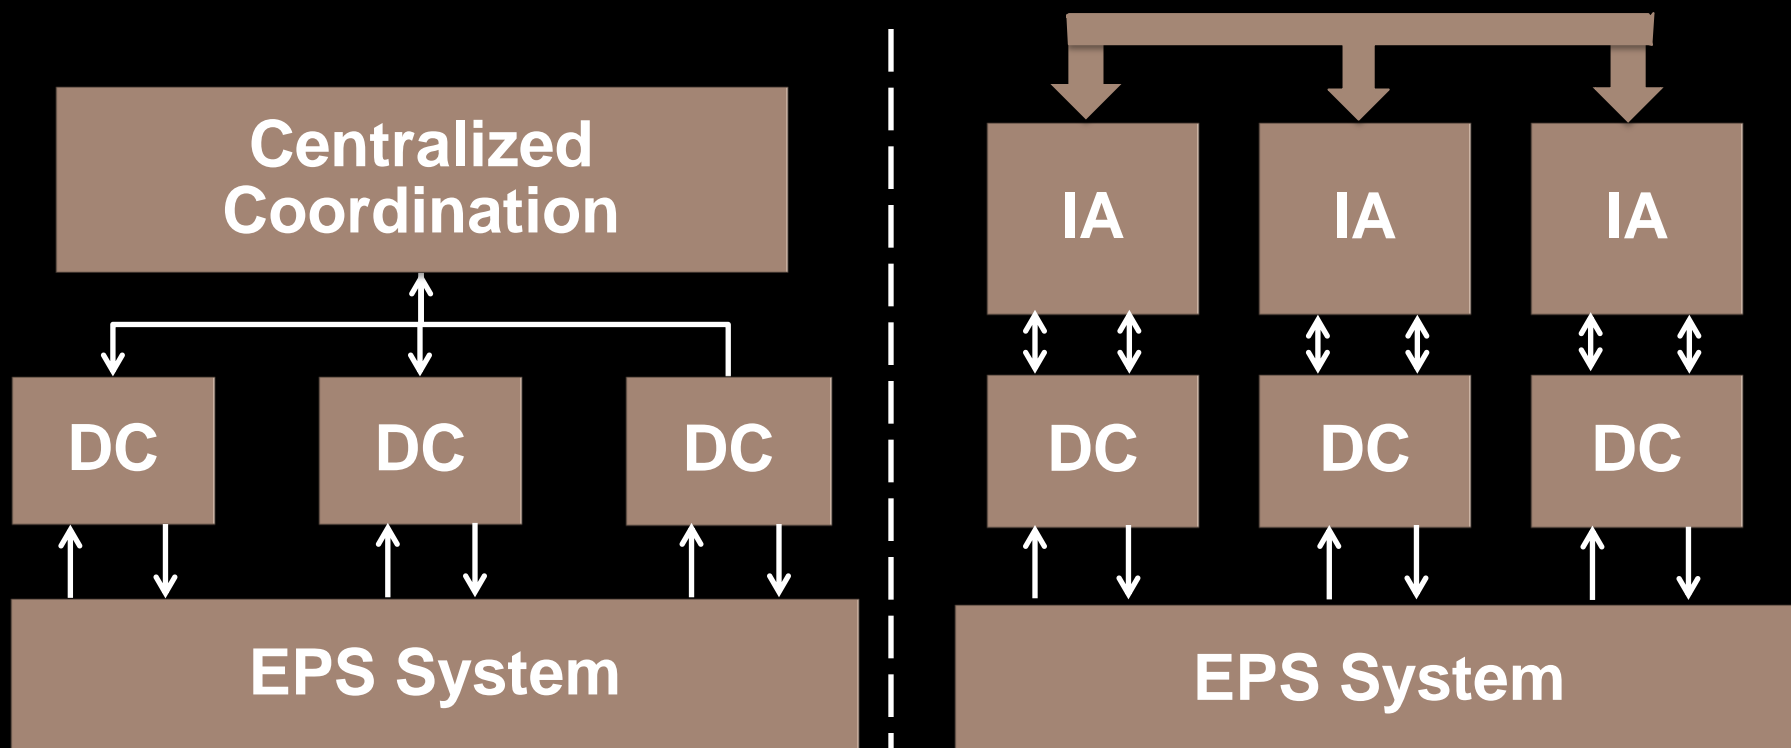 Centralized
Coordination
DC
DC
DC
EPS System
IA
IA
IA
DC
DC
DC
EPS System